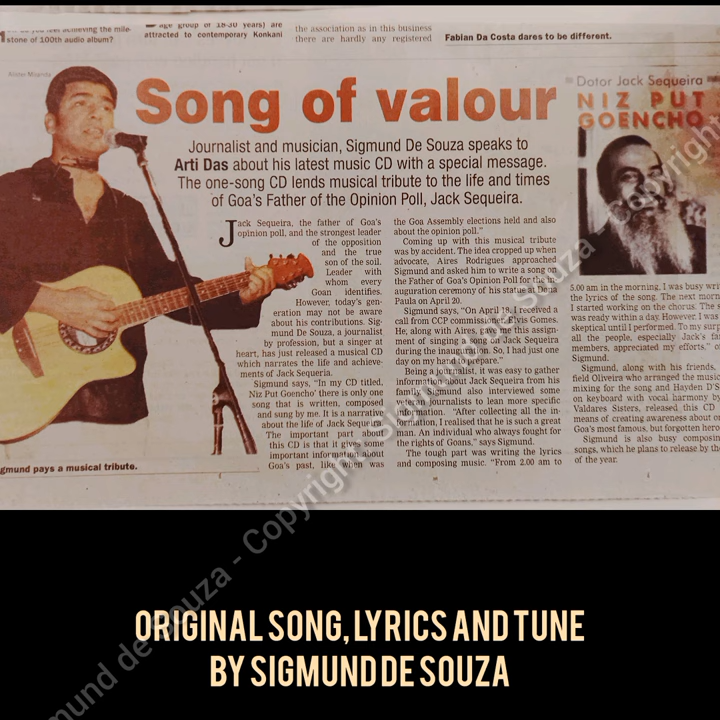 achieving the mile-
stone of 100th audio album?
age group of 18-30 years) are
attracted to contemporary Konkani
the association as in this business
there are hardly any registered
Fabian Da Costa dares to be different.
Song of valour
Journalist and musician, Sigmund De Souza speaks to
Arti Das about his latest music CD with a special message.
The one-song CD lends musical tribute to the life and times
of Goa's Father of the Opinion Poll, Jack Sequeira.
Dotor Jack Sequeira
NIZ PUT
GOENCHO
Jack Sequeira, the father of Goa's
opinion poll, and the strongest leader
of the opposition
and the true
son of the soil.
Leader with
whom every
Goan identifies.
However, today's gen-
eration may not be aware
about his contributions. Sig-
mund De Souza, a journalist
by profession, but a singer at
heart, has just released a musical CD
which narrates the life and achieve-
ments of Jack Sequeria.
Sigmund says, “In my CD titled,
Niz Put Goencho’ there is only one
song that is written, composed
and sung by me. It is a narrative
about the life of Jack Sequeira.
The important part about
this CD is that it give some
important information about
Goa's past, like when was
the Goa Assembly elections held and also
about the opinion poll.”
Coming up with this musical tribute
was by accident. The idea cropped up when
advocate, Aires Rodrigues approached
Sigmund and asked him to write a song on
the Father of Goa's Opinion Poll for the in-
auguration ceremony of his statue at Dona
Paula on April 20.
Sigmund says, “On April 18, I received a
call from CCP commissioner, Elvis Gomes.
He, along with Aires, gave me this assign-
ment of singing a song on Jack Sequeira
during the inauguration. So, I had just one
day on my hand to prepare.”
Being a journalist, it was easy to gather
information about Jack Sequeira from his
family. Sigmund also interviewed some
senior journalists to lean more specific
information. “After collecting all the in-
formation, I realised that he is such a great
man. An individual who always fought for
the rights of Goans,” says Sigmund.
The tough part was writing the lyrics
and composing music. “From 2.00 am to
5.00 am in the morning, I was busy writ
the lyrics of the song. The next morn
I started working on the chorus. The s
was ready within a day. However, I was
skeptical until I performed. To my surp
all the people, especially Jack's fa
members, appreciated my efforts,”
Sigmund.
Sigmund, along with his friends,
field Oliveira who arranged the music
mixing for the song and Hayden D'S
on keyboard with vocal harmony by
Valdares Sisters, released this CD
means of creating awareness about on
Goa's most famous, but forgotten hero
Sigmund is also busy composin
songs, which he plans to release by the
of the year.
gmund pays a musical tribute.
mund de Souza - Copyright Sigmund de Souza - Copyright
ORIGINAL SONG, LYRICS AND TUNE
BY SIGMUND DE SOUZA